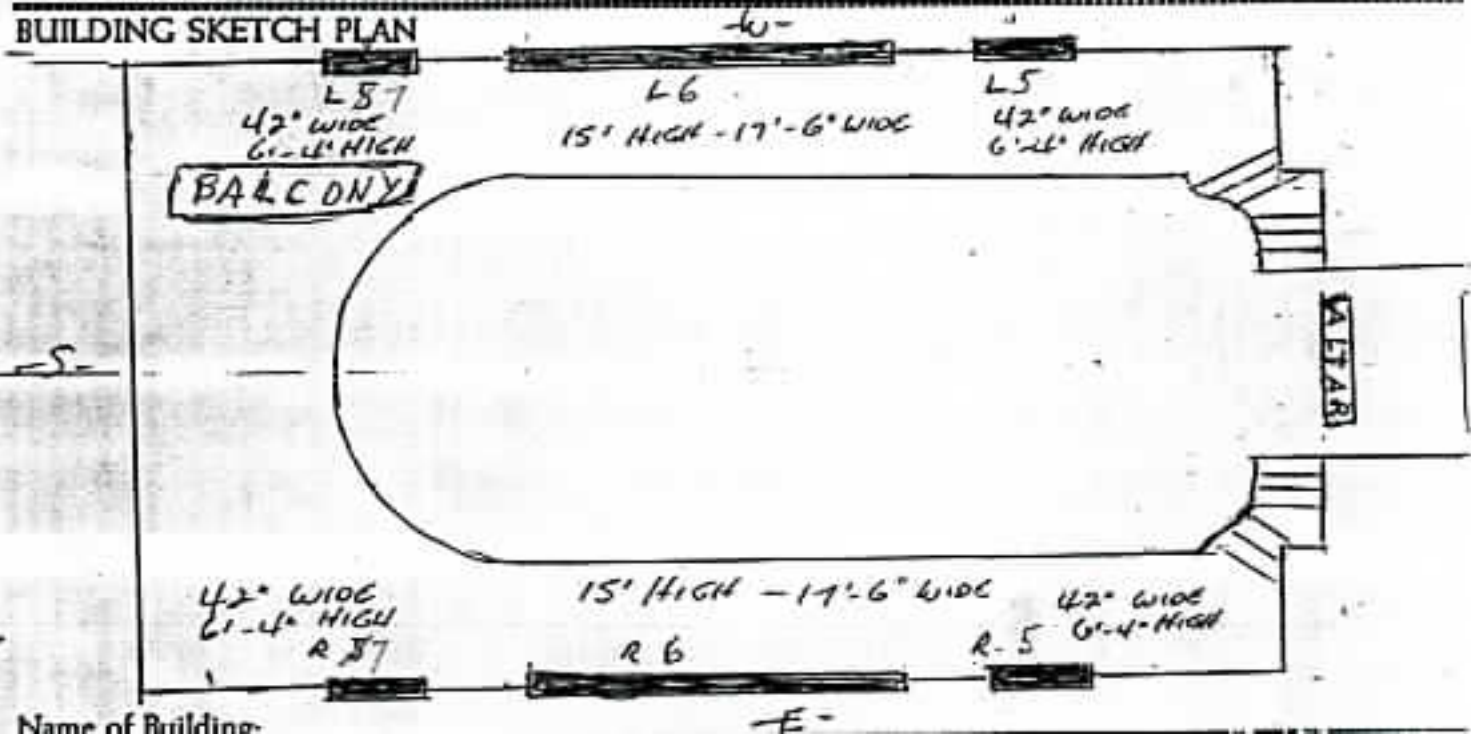 BUILDING SKETCH PLAN
-W-
L 7
42" WIDE
6'-4" HIGH
L 6
15' HIGH - 17'-6" WIDE
L 5
42" WIDE
6'-4" HIGH
BALCONY
-S-
ALTAR
42" WIDE
6'-4" HIGH
R 7
15' HIGH - 17'-6" WIDE
R 6
42" WIDE
6'-4" HIGH
R-5
-E-
Name of Building: